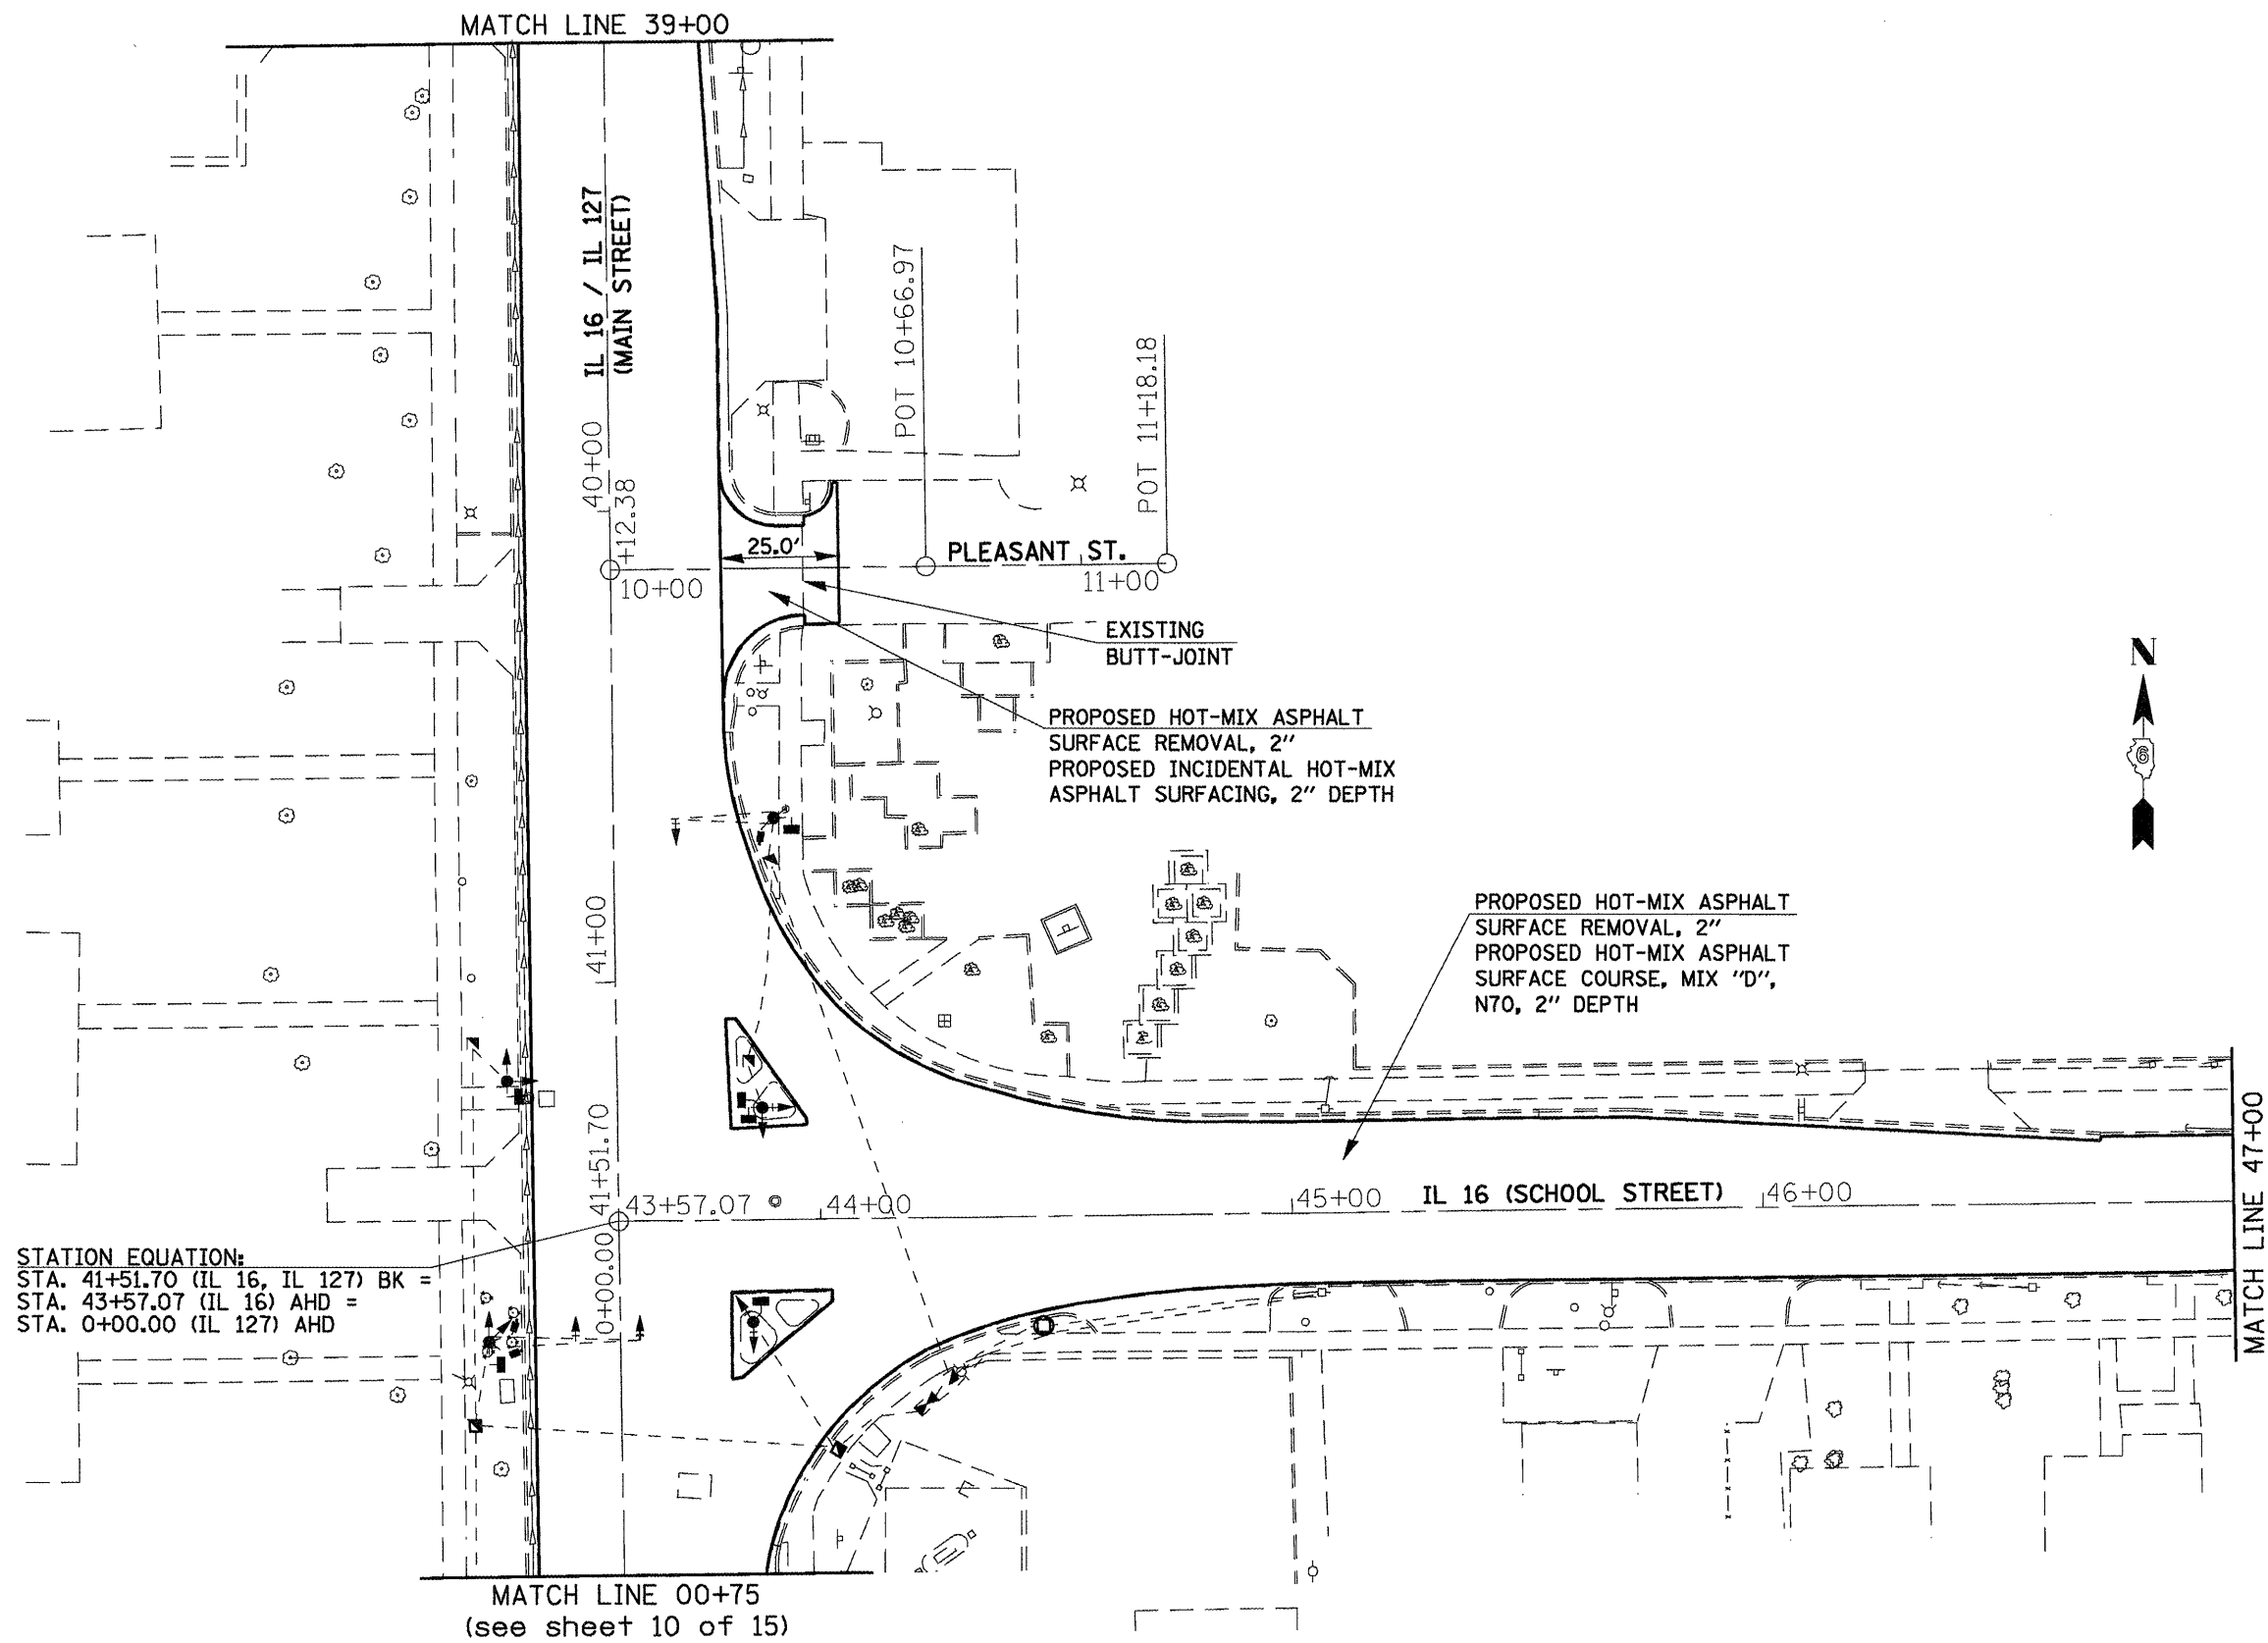 MATCH LINE 39+00
IL 16 / IL 127
(MAIN STREET)
40+00
+12.38
POT 10+66.97
POT 11+18.18
25.0'
PLEASANT ST.
10+00
11+00
EXISTING
BUTT-JOINT
PROPOSED HOT-MIX ASPHALT
SURFACE REMOVAL, 2"
PROPOSED INCIDENTAL HOT-MIX
ASPHALT SURFACING, 2" DEPTH
N
6
41+00
PROPOSED HOT-MIX ASPHALT
SURFACE REMOVAL, 2"
PROPOSED HOT-MIX ASPHALT
SURFACE COURSE, MIX "D",
N70, 2" DEPTH
41+51.70
0+00.00
43+57.07
44+00
45+00
IL 16 (SCHOOL STREET)
46+00
MATCH LINE 47+00
STATION EQUATION:
STA. 41+51.70 (IL 16, IL 127) BK =
STA. 43+57.07 (IL 16) AHD =
STA. 0+00.00 (IL 127) AHD
MATCH LINE 00+75
(see sheet 10 of 15)